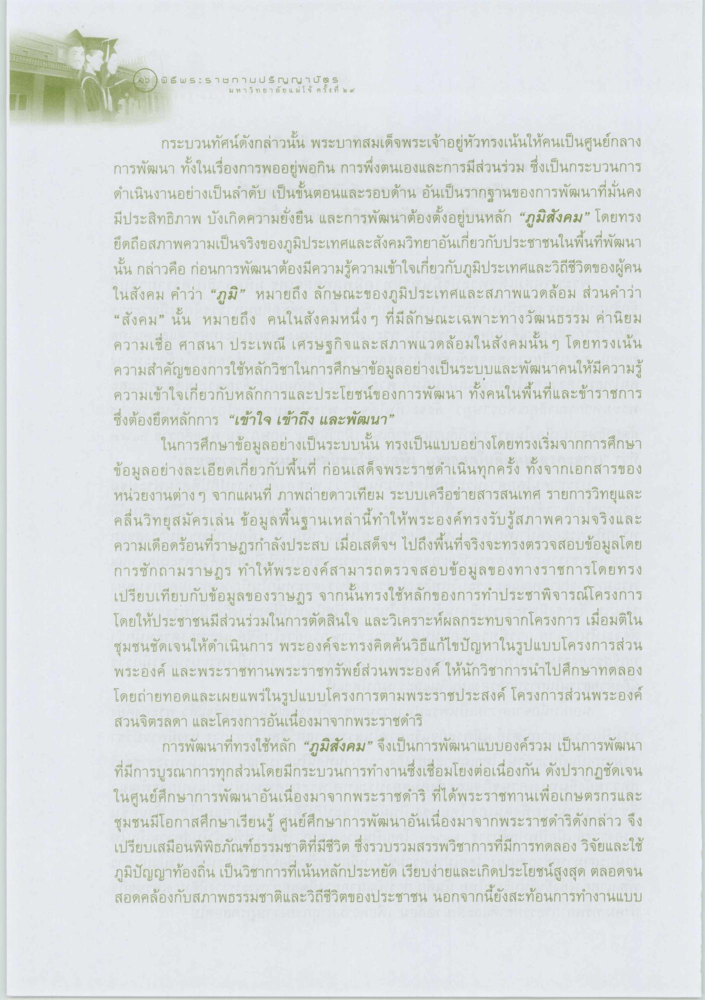 ๑๖ พิธีพระราชทานปริญญาบัตร
มหาวิทยาลัยแม่โจ้ ครั้งที่ ๒๙
กระบวนทัศน์ดังกล่าวนั้น พระบาทสมเด็จพระเจ้าอยู่หัวทรงเน้นให้คนเป็นศูนย์กลาง
การพัฒนา ทั้งในเรื่องการพออยู่พอกิน การพึ่งตนเองและการมีส่วนร่วม ซึ่งเป็นกระบวนการ
ดำเนินงานอย่างเป็นลำดับ เป็นขั้นตอนและรอบด้าน อันเป็นรากฐานของการพัฒนาที่มั่นคง
มีประสิทธิภาพ บังเกิดความยั่งยืน และการพัฒนาต้องตั้งอยู่บนหลัก “ภูมิสังคม” โดยทรง
ยึดถือสภาพความเป็นจริงของภูมิประเทศและสังคมวิทยาอันเกี่ยวกับประชาชนในพื้นที่พัฒนา
นั้น กล่าวคือ ก่อนการพัฒนาต้องมีความรู้ความเข้าใจเกี่ยวกับภูมิประเทศและวิถีชีวิตของผู้คน
ในสังคม คำว่า “ภูมิ” หมายถึง ลักษณะของภูมิประเทศและสภาพแวดล้อม ส่วนคำว่า
“สังคม” นั้น หมายถึง คนในสังคมหนึ่งๆ ที่มีลักษณะเฉพาะทางวัฒนธรรม ค่านิยม
ความเชื่อ ศาสนา ประเพณี เศรษฐกิจและสภาพแวดล้อมในสังคมนั้นๆ โดยทรงเน้น
ความสำคัญของการใช้หลักวิชาในการศึกษาข้อมูลอย่างเป็นระบบและพัฒนาคนให้มีความรู้
ความเข้าใจเกี่ยวกับหลักการและประโยชน์ของการพัฒนา ทั้งคนในพื้นที่และข้าราชการ
ซึ่งต้องยึดหลักการ “เข้าใจ เข้าถึง และพัฒนา”
ในการศึกษาข้อมูลอย่างเป็นระบบนั้น ทรงเป็นแบบอย่างโดยทรงเริ่มจากการศึกษา
ข้อมูลอย่างละเอียดเกี่ยวกับพื้นที่ ก่อนเสด็จพระราชดำเนินทุกครั้ง ทั้งจากเอกสารของ
หน่วยงานต่างๆ จากแผนที่ ภาพถ่ายดาวเทียม ระบบเครือข่ายสารสนเทศ รายการวิทยุและ
คลื่นวิทยุสมัครเล่น ข้อมูลพื้นฐานเหล่านี้ทำให้พระองค์ทรงรับรู้สภาพความจริงและ
ความเดือดร้อนที่ราษฎรกำลังประสบ เมื่อเสด็จฯ ไปถึงพื้นที่จริงจะทรงตรวจสอบข้อมูลโดย
การซักถามราษฎร ทำให้พระองค์สามารถตรวจสอบข้อมูลของทางราชการโดยทรง
เปรียบเทียบกับข้อมูลของราษฎร จากนั้นทรงใช้หลักของการทำประชาพิจารณ์โครงการ
โดยให้ประชาชนมีส่วนร่วมในการตัดสินใจ และวิเคราะห์ผลกระทบจากโครงการ เมื่อมติใน
ชุมชนชัดเจนให้ดำเนินการ พระองค์จะทรงคิดค้นวิธีแก้ไขปัญหาในรูปแบบโครงการส่วน
พระองค์ และพระราชทานพระราชทรัพย์ส่วนพระองค์ ให้นักวิชาการนำไปศึกษาทดลอง
โดยถ่ายทอดและเผยแพร่ในรูปแบบโครงการตามพระราชประสงค์ โครงการส่วนพระองค์
สวนจิตรลดา และโครงการอันเนื่องมาจากพระราชดำริ
การพัฒนาที่ทรงใช้หลัก “ภูมิสังคม” จึงเป็นการพัฒนาแบบองค์รวม เป็นการพัฒนา
ที่มีการบูรณาการทุกส่วนโดยมีกระบวนการทำงานซึ่งเชื่อมโยงต่อเนื่องกัน ดังปรากฏชัดเจน
ในศูนย์ศึกษาการพัฒนาอันเนื่องมาจากพระราชดำริ ที่ได้พระราชทานเพื่อเกษตรกรและ
ชุมชนมีโอกาสศึกษาเรียนรู้ ศูนย์ศึกษาการพัฒนาอันเนื่องมาจากพระราชดำริดังกล่าว จึง
เปรียบเสมือนพิพิธภัณฑ์ธรรมชาติที่มีชีวิต ซึ่งรวบรวมสรรพวิชาการที่มีการทดลอง วิจัยและใช้
ภูมิปัญญาท้องถิ่น เป็นวิชาการที่เน้นหลักประหยัด เรียบง่ายและเกิดประโยชน์สูงสุด ตลอดจน
สอดคล้องกับสภาพธรรมชาติและวิถีชีวิตของประชาชน นอกจากนี้ยังสะท้อนการทำงานแบบ